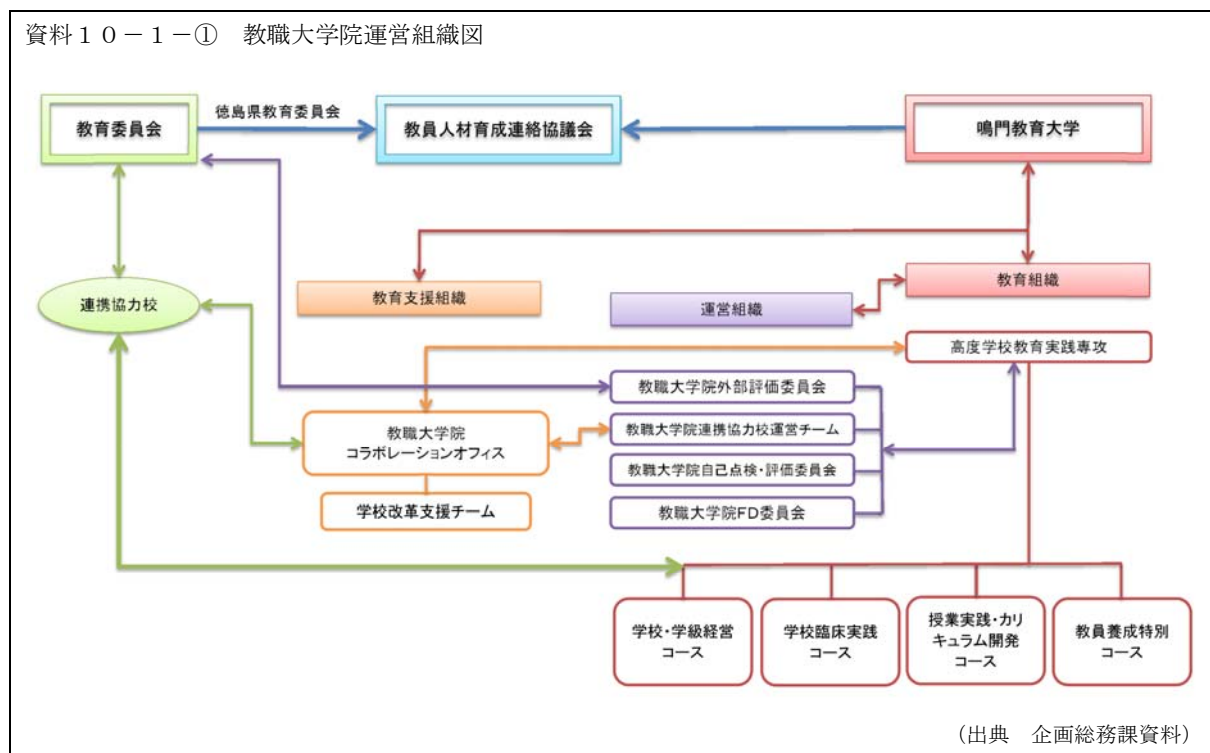 資料10-1-① 教職大学院運営組織図
教育委員会
徳島県教育委員会
教員人材育成連絡協議会
鳴門教育大学
連携協力校
教育支援組織
運営組織
教育組織
高度学校教育実践専攻
教職大学院外部評価委員会
教職大学院
コラボレーションオフィス
教職大学院連携協力校運営チーム
教職大学院自己点検・評価委員会
学校改革支援チーム
教職大学院FD委員会
学校・学級経営
コース
学校臨床実践
コース
授業実践・カリ
キュラム開発
コース
教員養成特別
コース
(出典 企画総務課資料)